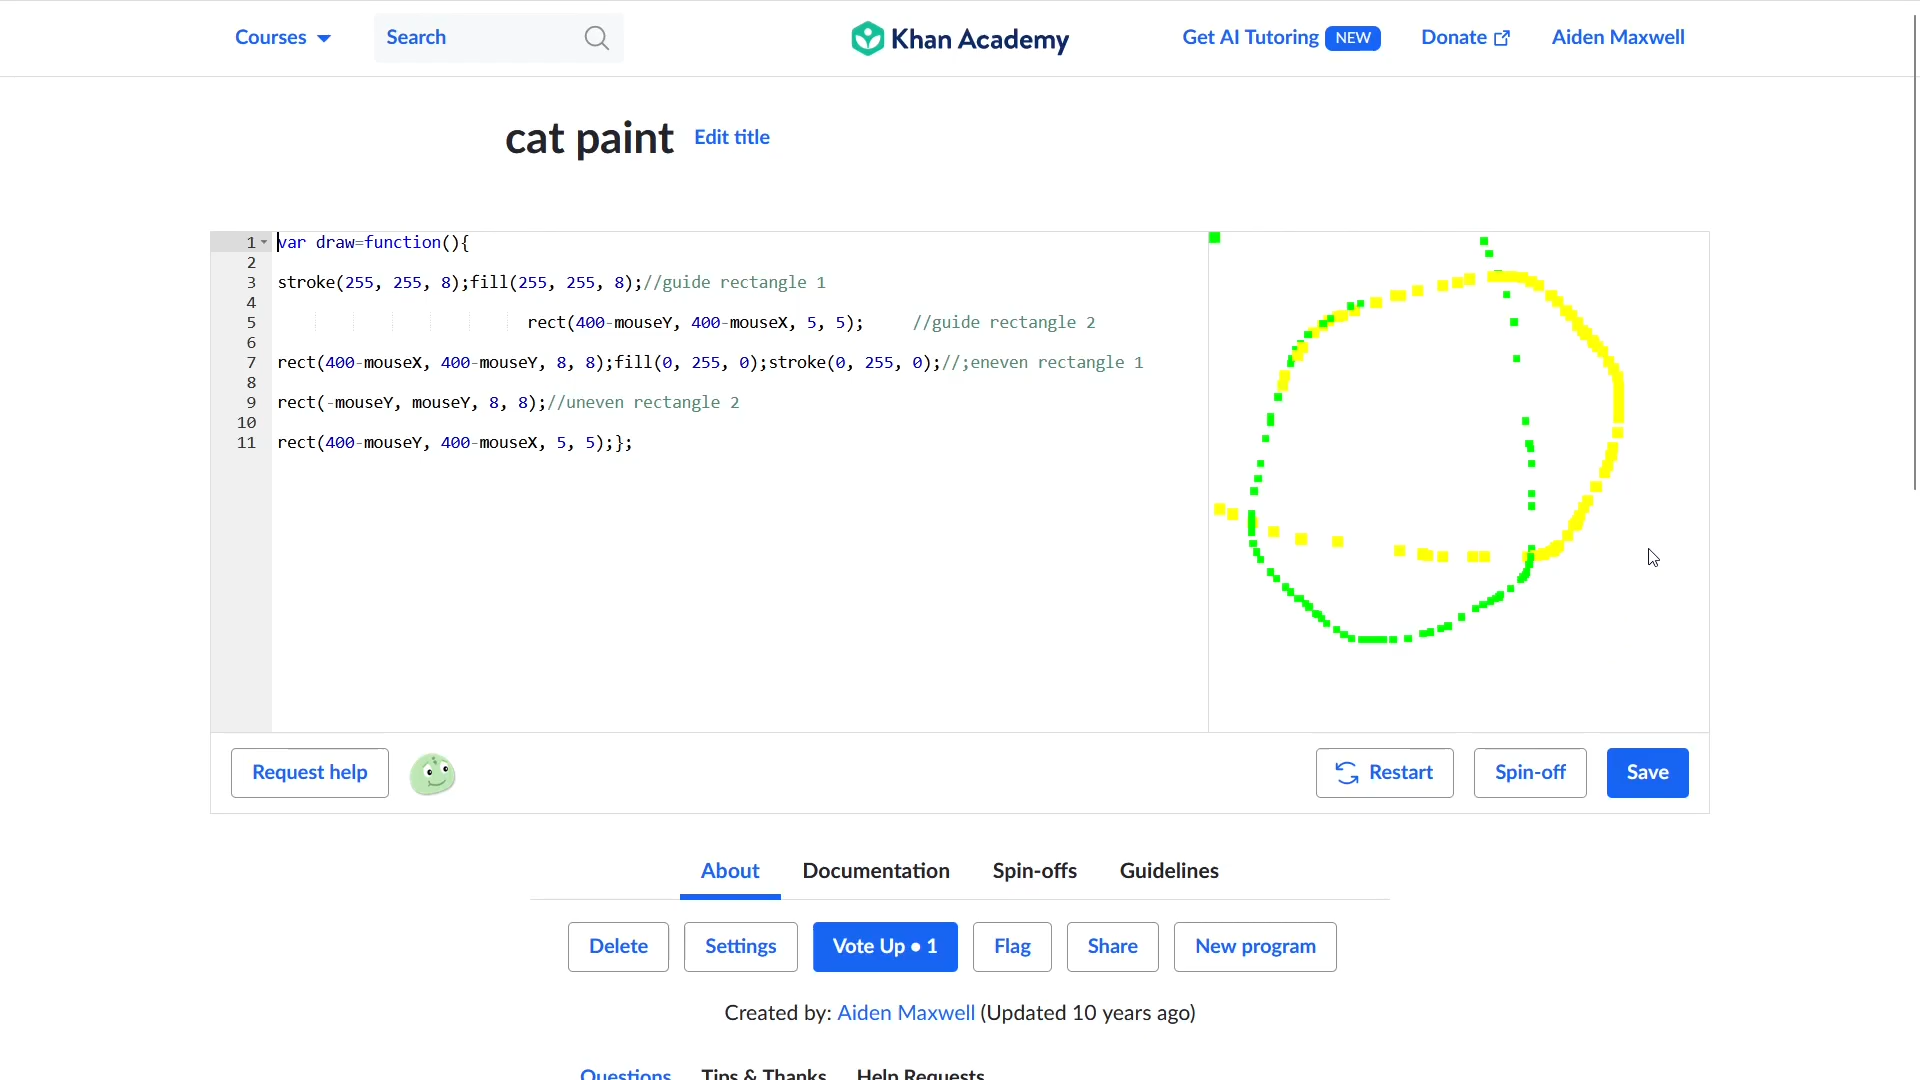 Courses
Search
Khan Academy
Get AI Tutoring NEW
Donate
Aiden Maxwell
cat paint
Edit title
1 var draw=function(){
2
3 stroke(255, 255, 8);fill(255, 255, 8);//guide rectangle 1
4
5 rect(400-mouseY, 400-mouseX, 5, 5); //guide rectangle 2
6
7 rect(400-mouseX, 400-mouseY, 8, 8);fill(0, 255, 0);stroke(0, 255, 0);//;eneven rectangle 1
8
9 rect(-mouseY, mouseY, 8, 8);//uneven rectangle 2
10
11 rect(400-mouseY, 400-mouseX, 5, 5);};
Request help
Restart
Spin-off
Save
About
Documentation
Spin-offs
Guidelines
Delete
Settings
Vote Up • 1
Flag
Share
New program
Created by: Aiden Maxwell (Updated 10 years ago)
Questions
Tips & Thanks
Help Requests